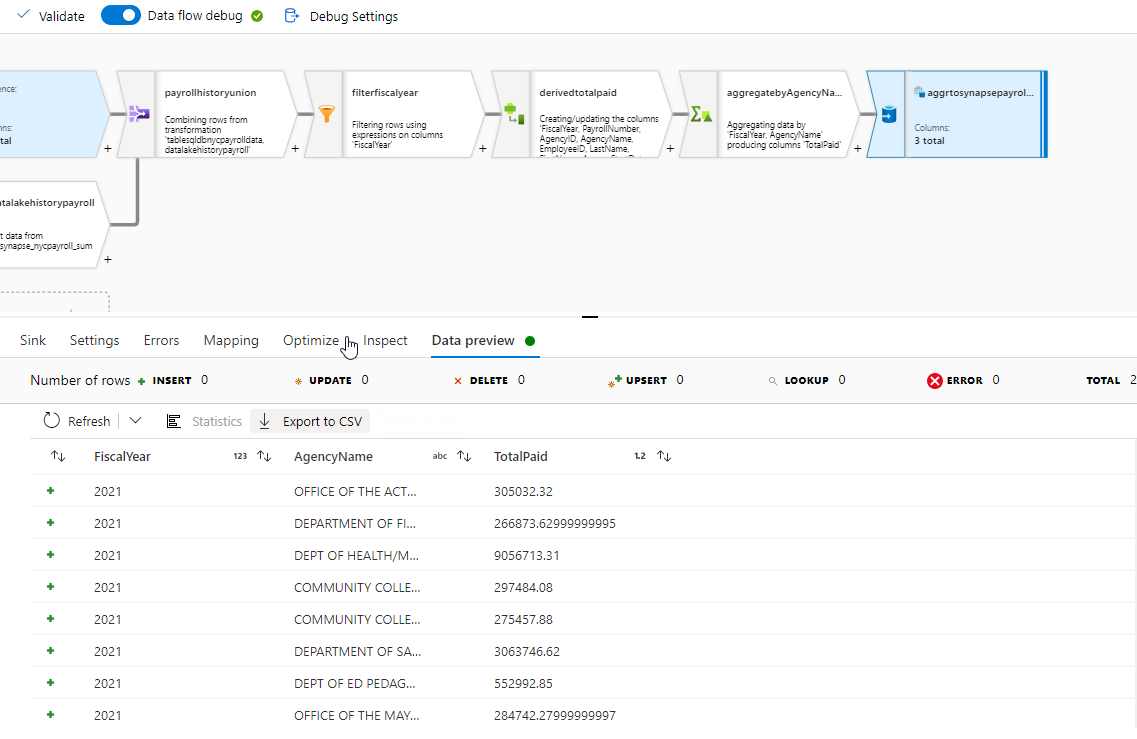 Validate Data flow debug Debug Settings
ence:
ns:
tal
+
payrollhistoryunion
Combining rows from
transformation
'tablesqldbnycpayrolldata,
datalakehistorypayroll'
+
filterfiscalyear
Filtering rows using
expressions on columns
'FiscalYear'
+
derivedtotalpaid
Creating/updating the columns
'FiscalYear, PayrollNumber,
AgencyID, AgencyName,
EmployeeID, LastName,
+
aggregatebyAgencyNa...
Aggregating data by
'FiscalYear, AgencyName'
producing columns 'TotalPaid'
+
aggrtosynapsepayrol...
Columns:
3 total
atalakehistorypayroll
t data from
synapse_nycpayroll_sum
+
Sink Settings Errors Mapping Optimize Inspect Data preview
Number of rows INSERT 0 UPDATE 0 DELETE 0 UPSERT 0 LOOKUP 0 ERROR 0 TOTAL 2
Refresh Statistics Export to CSV
FiscalYear 123 AgencyName abc TotalPaid 1.2
2021 OFFICE OF THE ACT... 305032.32
2021 DEPARTMENT OF FI... 266873.62999999995
2021 DEPT OF HEALTH/M... 9056713.31
2021 COMMUNITY COLLE... 297484.08
2021 COMMUNITY COLLE... 275457.88
2021 DEPARTMENT OF SA... 3063746.62
2021 DEPT OF ED PEDAG... 552992.85
2021 OFFICE OF THE MAY... 284742.27999999997